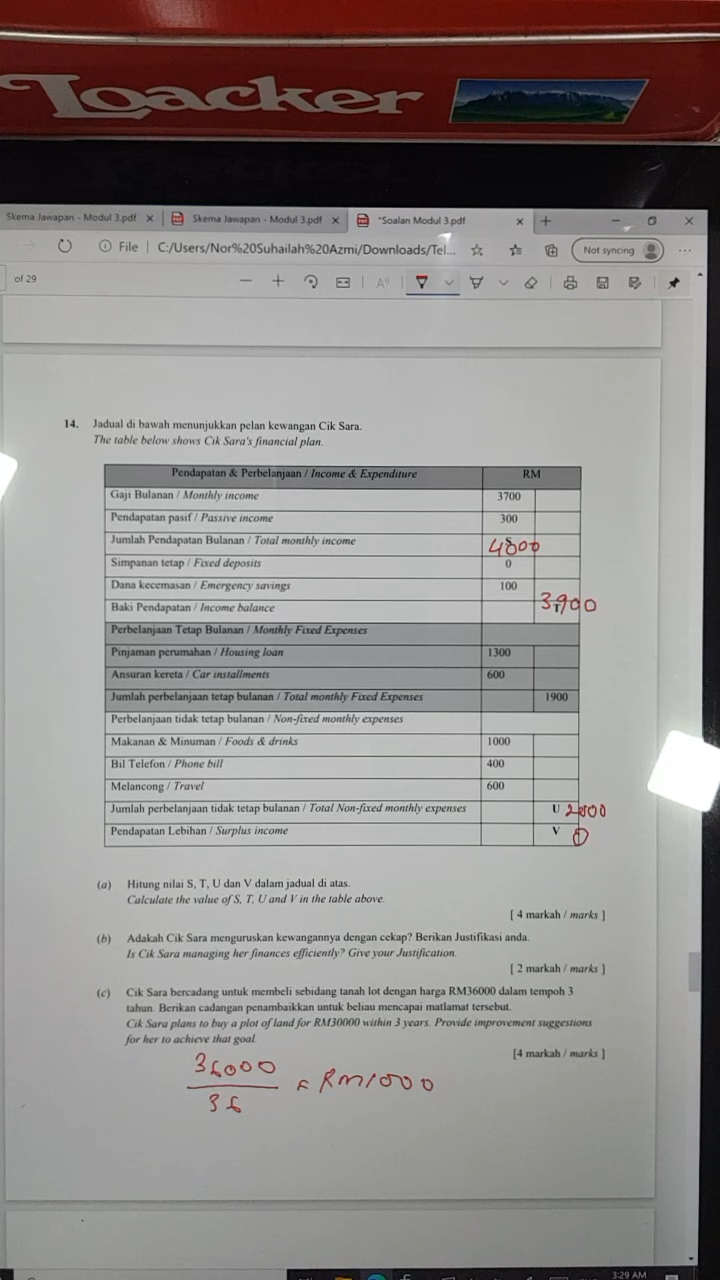 Loacker
Skema Jawapan - Modul 3.pdf × Skema Jawapan - Modul 3.pdf × *Soalan Modul 3.pdf × +
File | C:/Users/Nor%20Suhailah%20Azmi/Downloads/Tel... Not syncing
of 29
14. Jadual di bawah menunjukkan pelan kewangan Cik Sara.
The table below shows Cik Sara's financial plan.
Pendapatan & Perbelanjaan / Income & Expenditure RM
Gaji Bulanan / Monthly income 3700
Pendapatan pasif / Passive income 300
Jumlah Pendapatan Bulanan / Total monthly income S 4000
Simpanan tetap / Fixed deposits 0
Dana kecemasan / Emergency savings 100
Baki Pendapatan / Income balance T 3900
Perbelanjaan Tetap Bulanan / Monthly Fixed Expenses
Pinjaman perumahan / Housing loan 1300
Ansuran kereta / Car installments 600
Jumlah perbelanjaan tetap bulanan / Total monthly Fixed Expenses 1900
Perbelanjaan tidak tetap bulanan / Non-fixed monthly expenses
Makanan & Minuman / Foods & drinks 1000
Bil Telefon / Phone bill 400
Melancong / Travel 600
Jumlah perbelanjaan tidak tetap bulanan / Total Non-fixed monthly expenses U 2000
Pendapatan Lebihan / Surplus income V 0
(a) Hitung nilai S, T, U dan V dalam jadual di atas.
Calculate the value of S, T, U and V in the table above.
[ 4 markah / marks ]
(b) Adakah Cik Sara menguruskan kewangannya dengan cekap? Berikan Justifikasi anda.
Is Cik Sara managing her finances efficiently? Give your Justification.
[ 2 markah / marks ]
(c) Cik Sara bercadang untuk membeli sebidang tanah lot dengan harga RM36000 dalam tempoh 3
tahun. Berikan cadangan penambaikkan untuk beliau mencapai matlamat tersebut.
Cik Sara plans to buy a plot of land for RM30000 within 3 years. Provide improvement suggestions
for her to achieve that goal.
[4 markah / marks ]
36000
36 = RM1000
3:29 AM